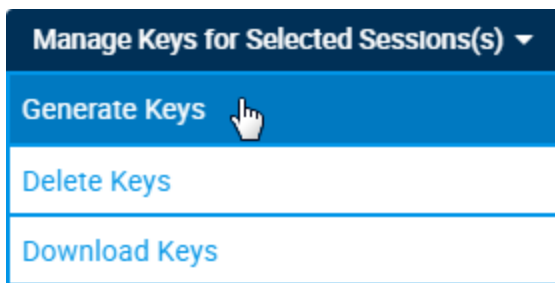 Manage Keys for Selected Sessions(s)
Generate Keys
Delete Keys
Download Keys